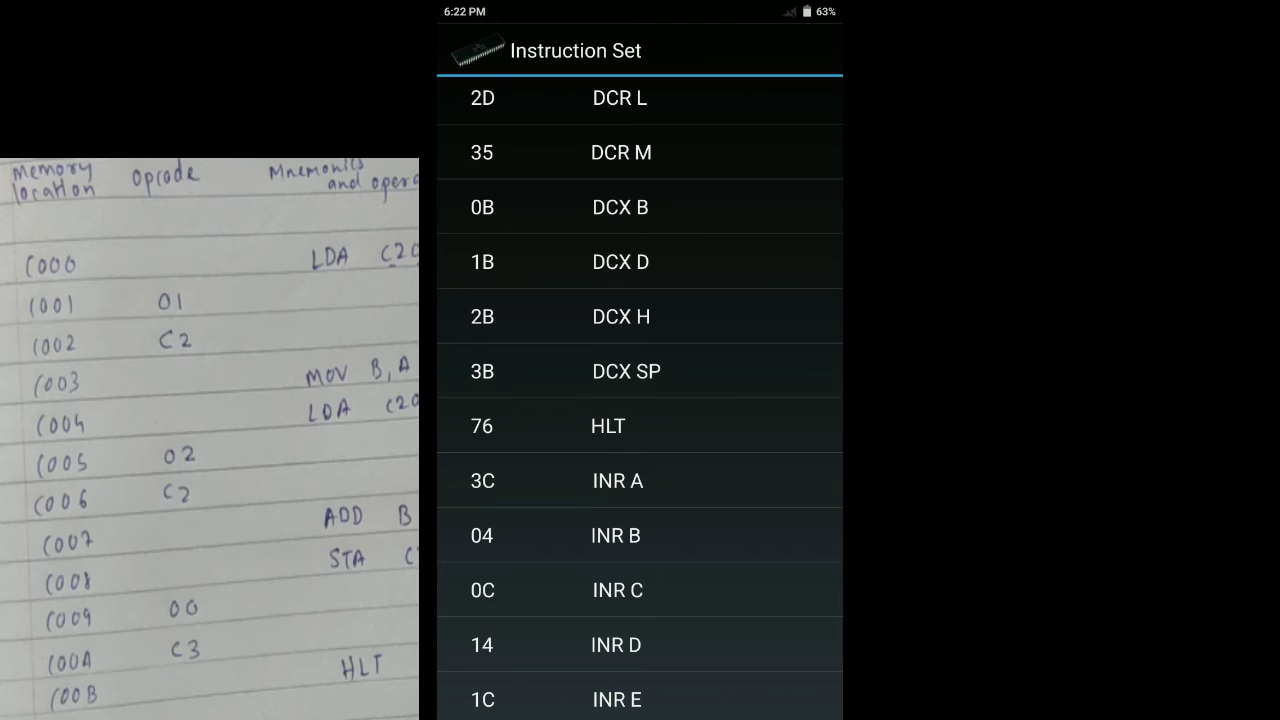 memory location opcode Mnemonics and opera
C000 LDA C20
C001 01
C002 C2
C003 MOV B, A
C004 LDA C20
C005 02
C006 C2
C007 ADD B
C008 STA C
C009 00
C00A C3
C00B HLT
6:22 PM 63%
Instruction Set
2D DCR L
35 DCR M
0B DCX B
1B DCX D
2B DCX H
3B DCX SP
76 HLT
3C INR A
04 INR B
0C INR C
14 INR D
1C INR E